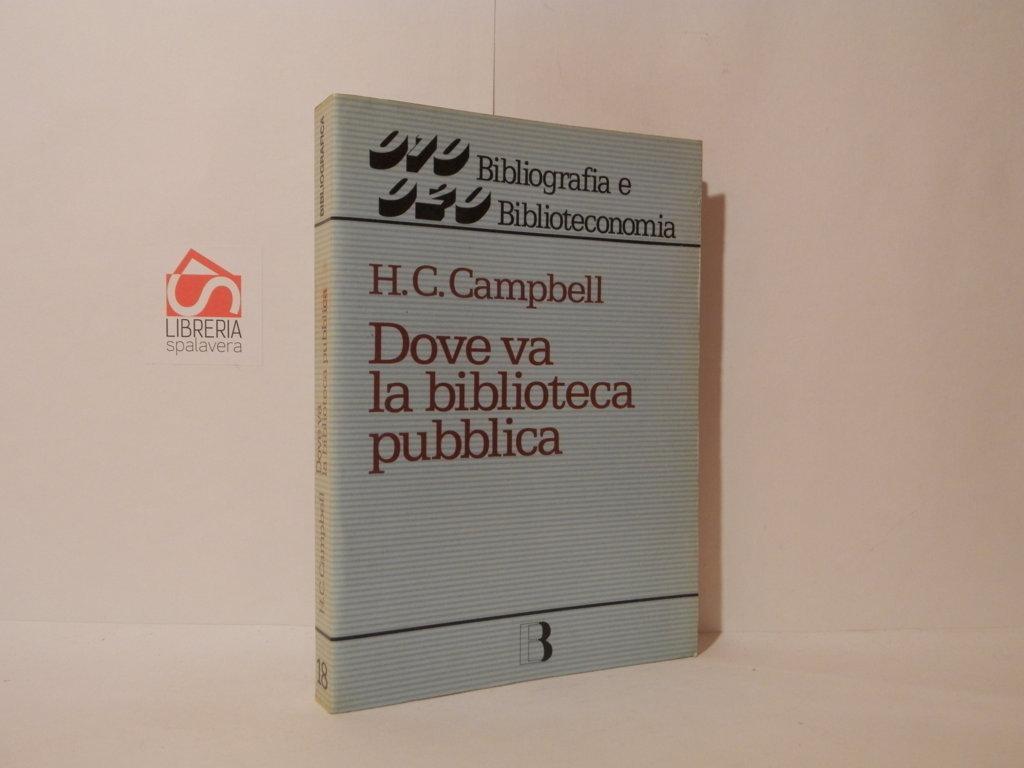 010 Bibliografia e
020 Biblioteconomia
H.C. Campbell
Dove va
la biblioteca
pubblica
B
BIBLIOGRAFICA
H.C. Campbell Dove va
la biblioteca pubblica
18
LIBRERIA
spalavera